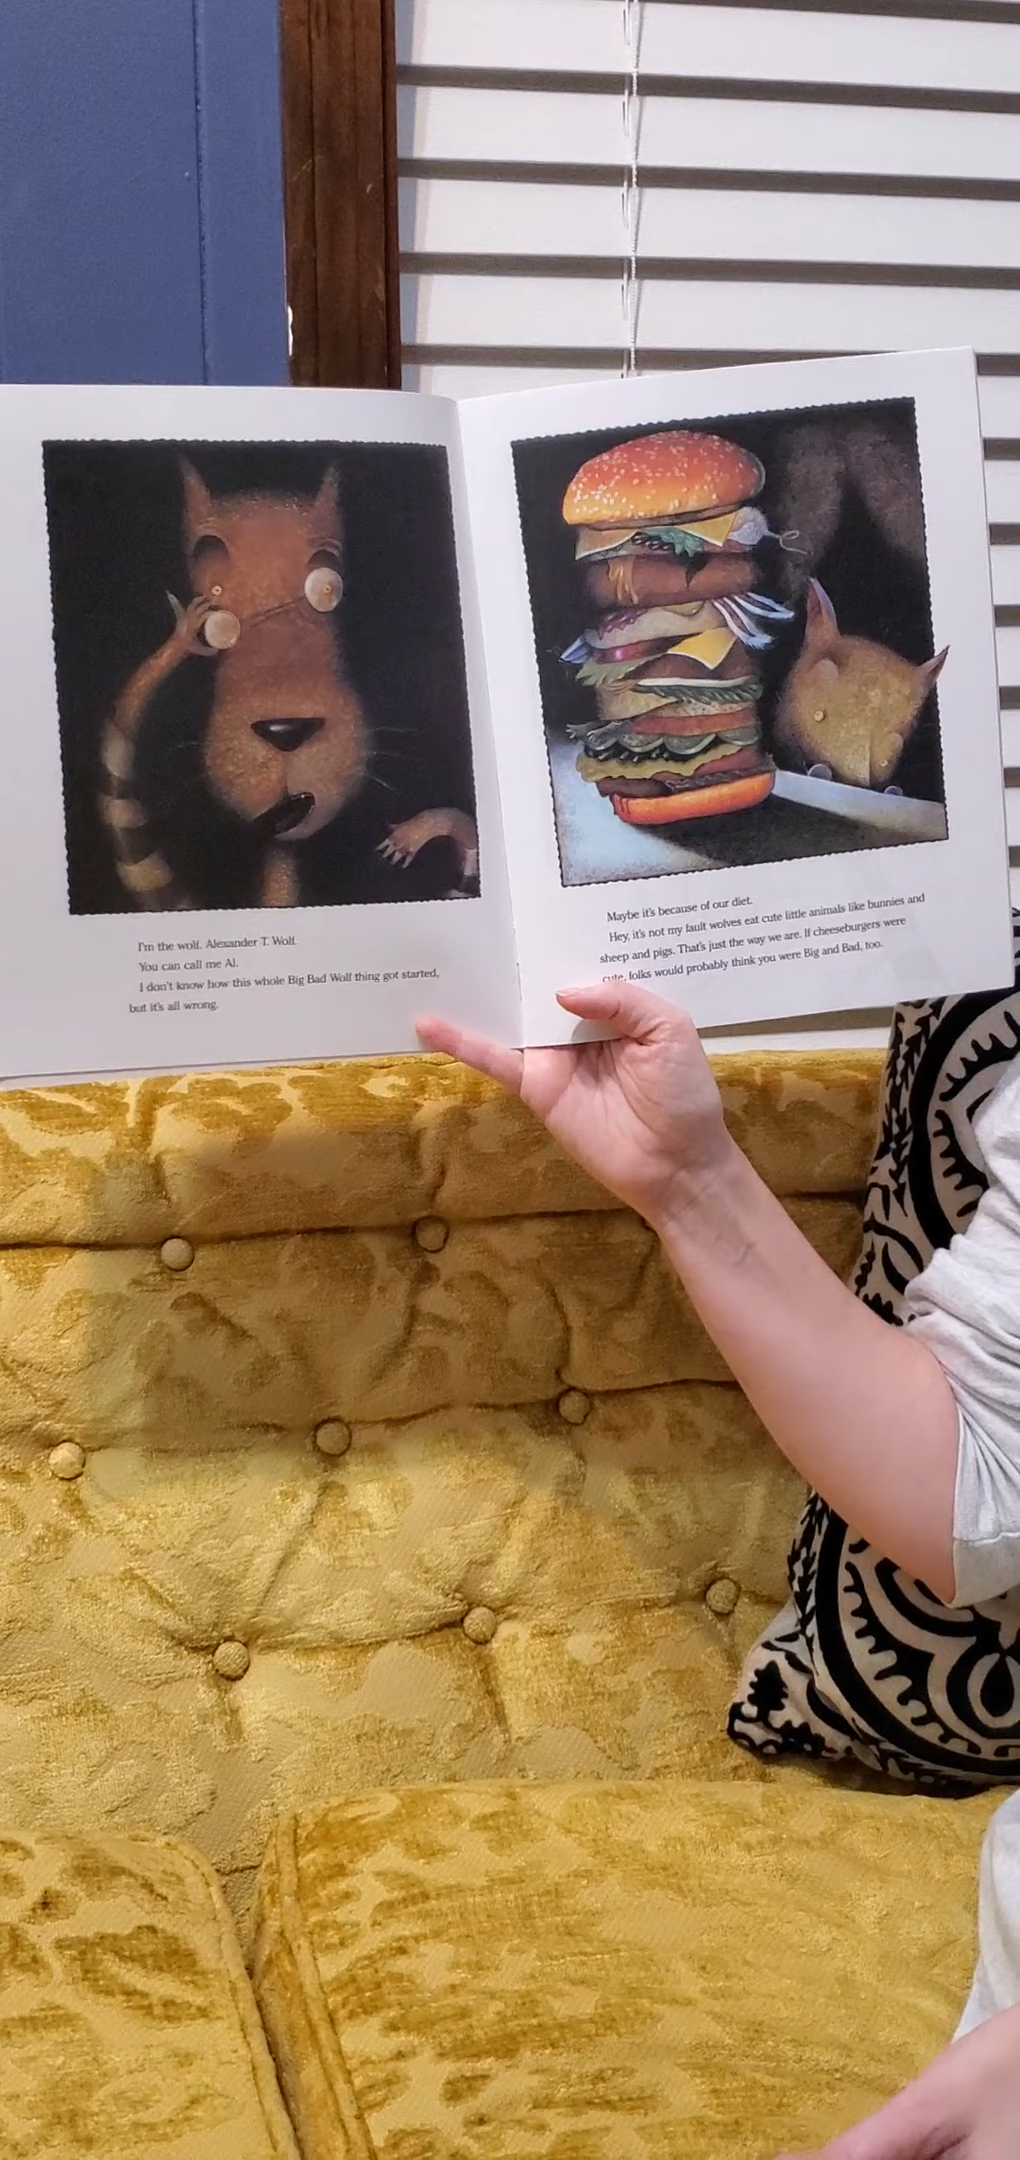 I'm the wolf. Alexander T. Wolf.
You can call me Al.
I don't know how this whole Big Bad Wolf thing got started,
but it's all wrong.
Maybe it's because of our diet.
Hey, it's not my fault wolves eat cute little animals like bunnies and
sheep and pigs. That's just the way we are. If cheeseburgers were
cute, folks would probably think you were Big and Bad, too.